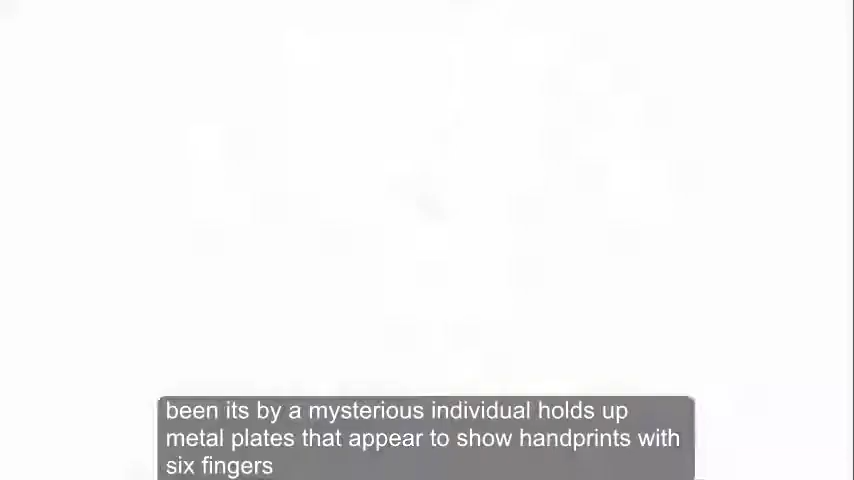 been its by a mysterious individual holds up
metal plates that appear to show handprints with
six fingers